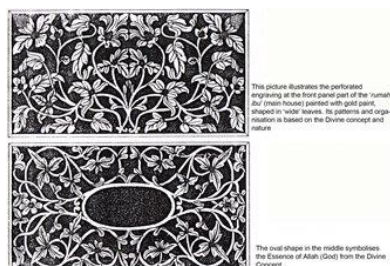 This picture illustrates the perforated
engraving at the front panel part of the 'rumah
ibu' (main house) painted with gold paint,
shaped in 'wide' leaves. Its patterns and orga-
nisation is based on the Divine concept and
nature
The oval shape in the middle symbolises
the Essence of Allah (God) from the Divine
Concept